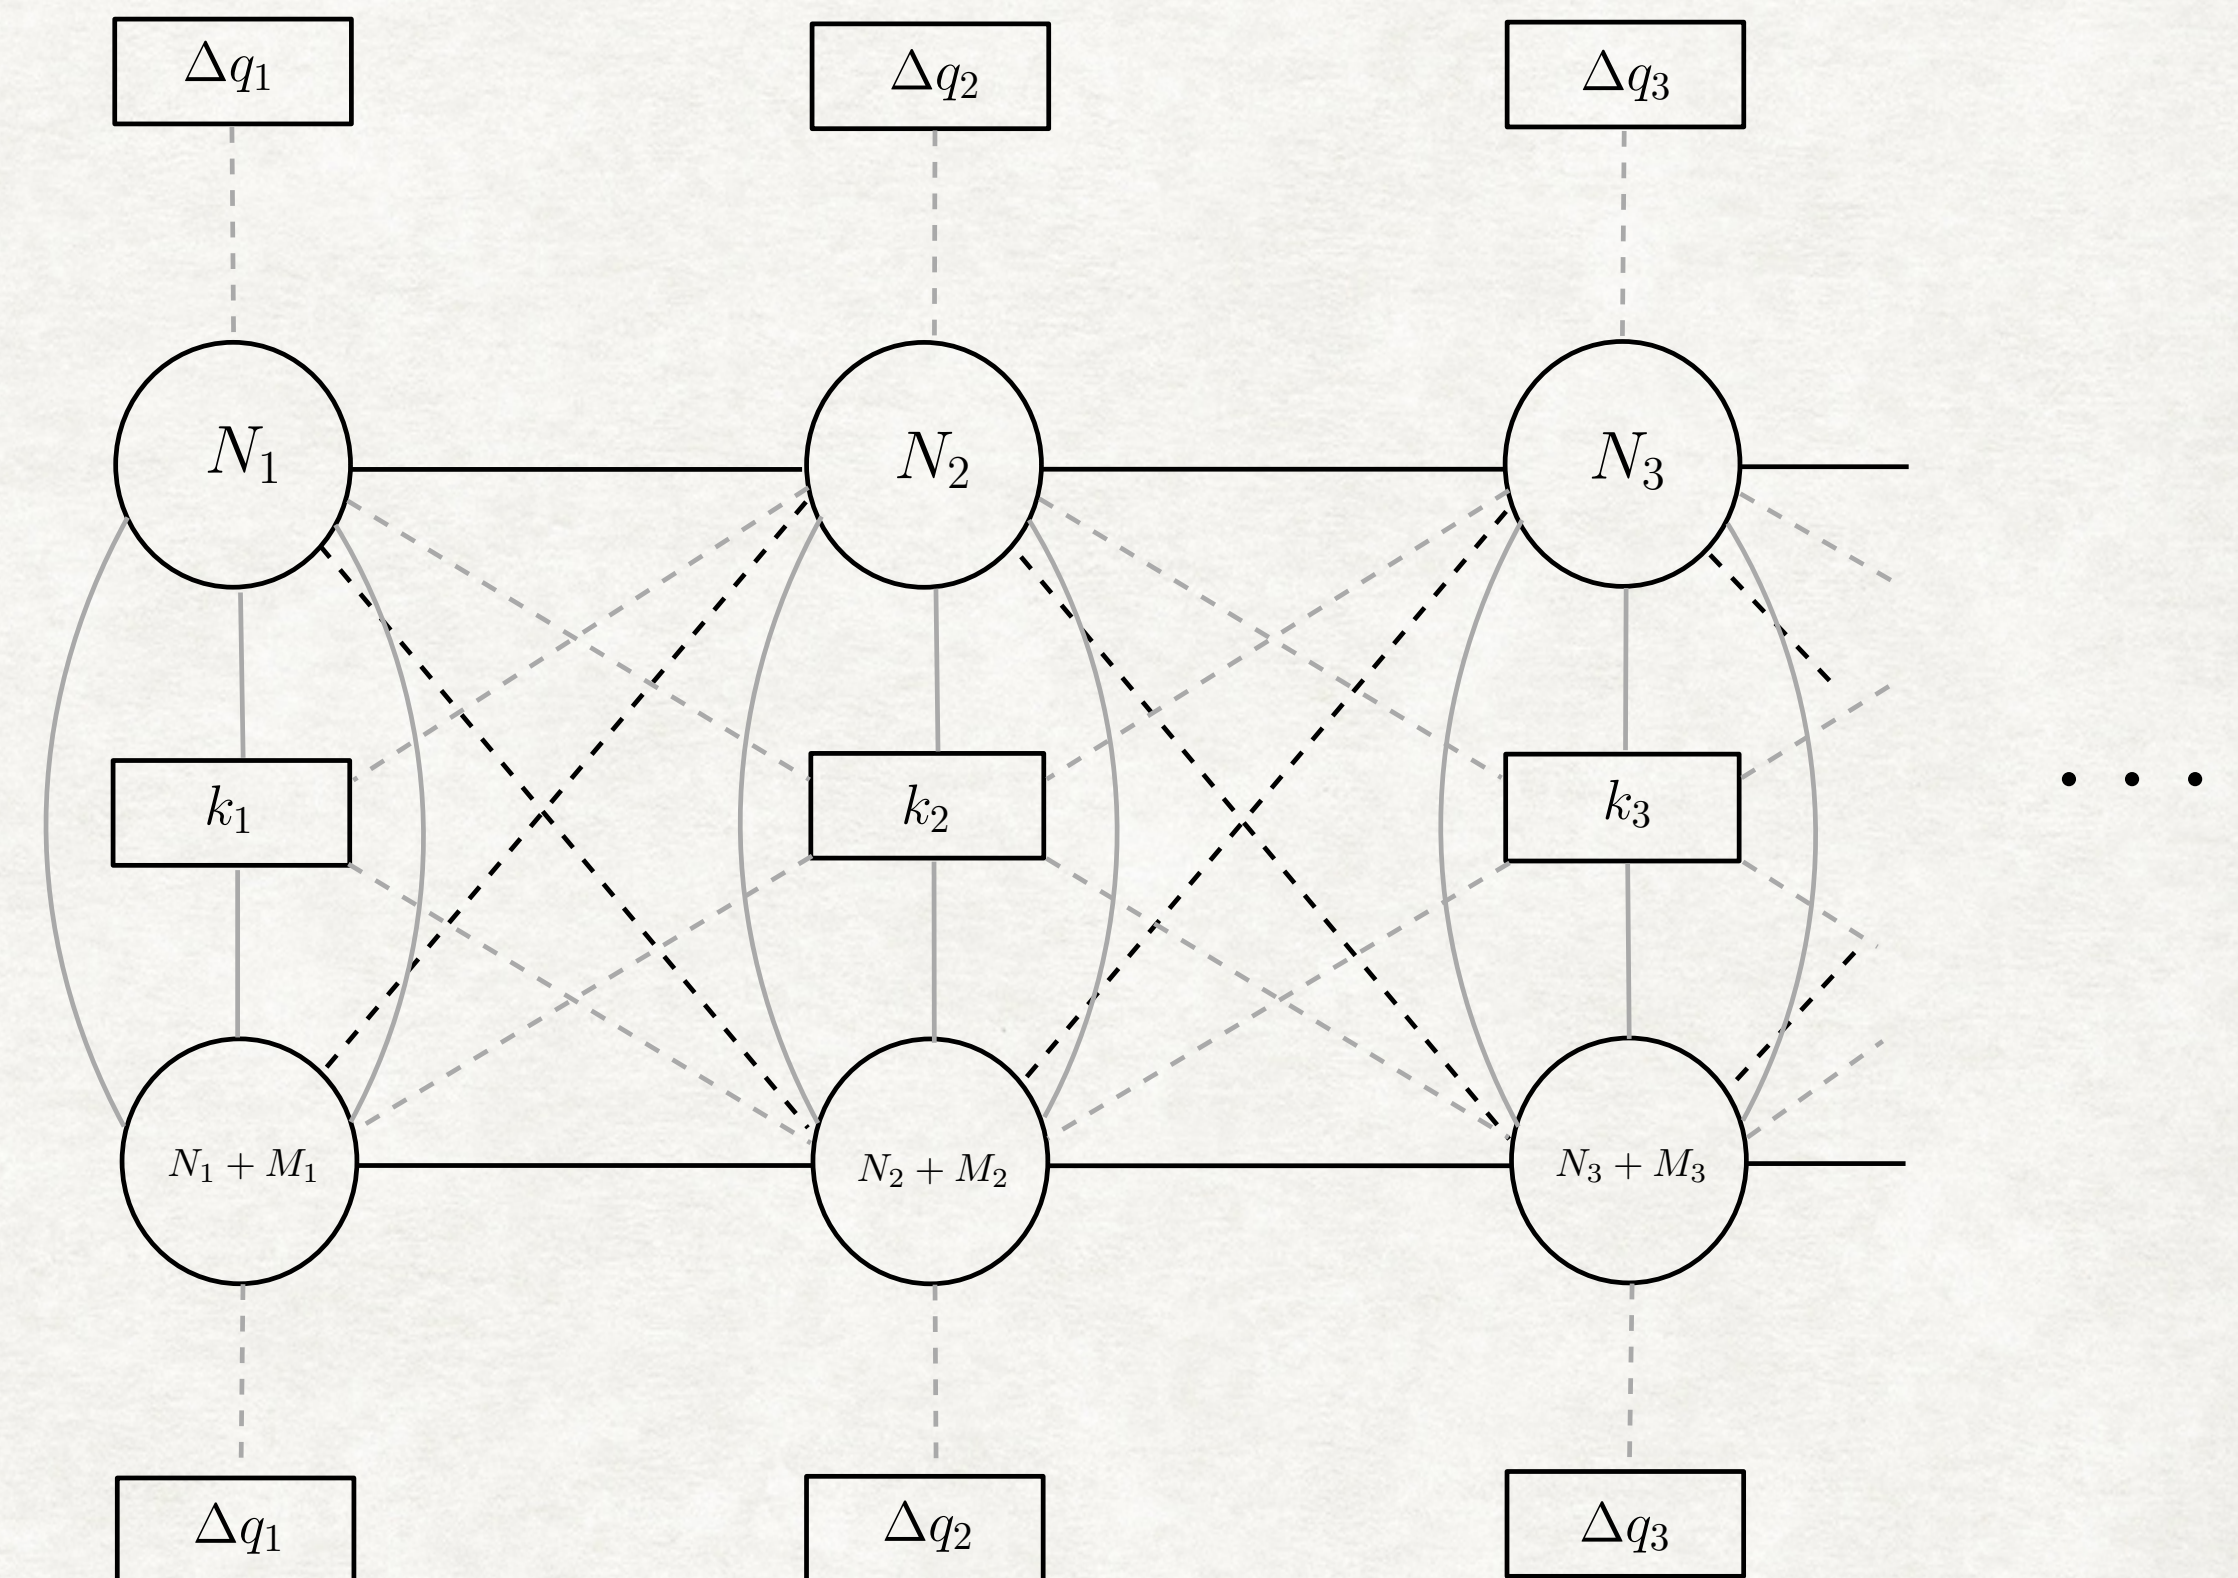 Δq₁ Δq₂ Δq₃
N₁ N₂ N₃
k₁ k₂ k₃ . . .
N₁ + M₁ N₂ + M₂ N₃ + M₃
Δq₁ Δq₂ Δq₃